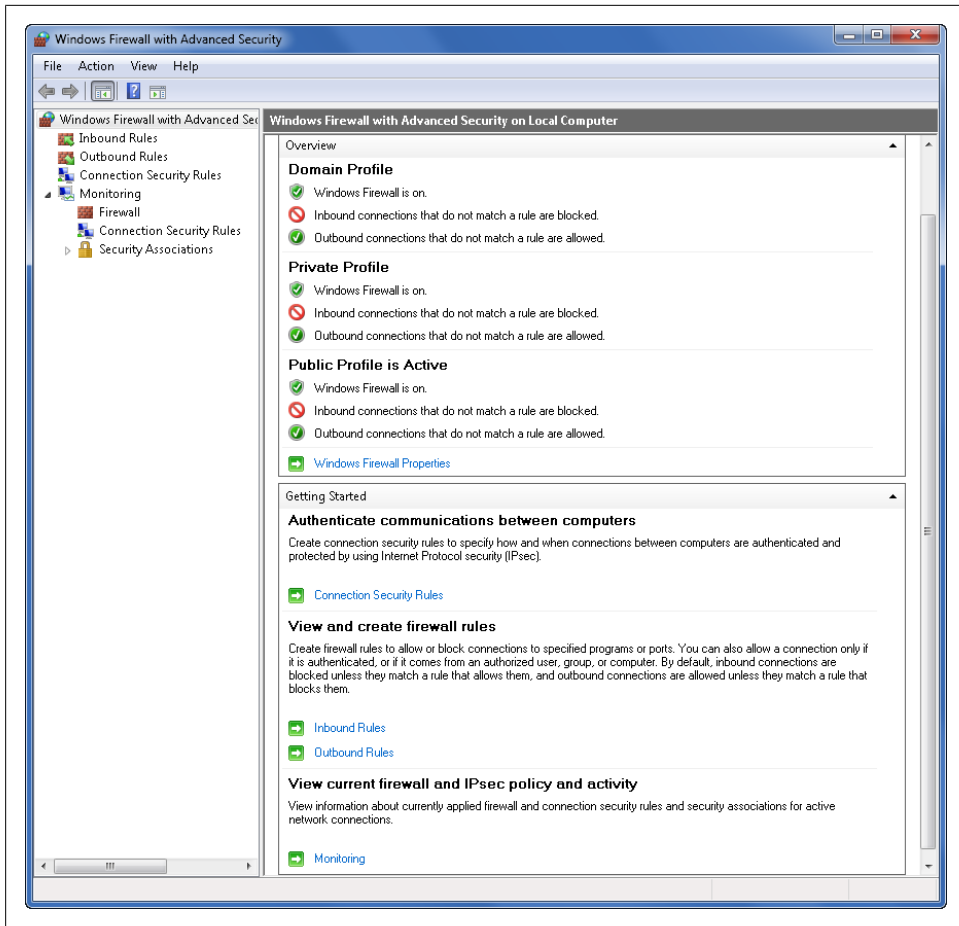 Windows Firewall with Advanced Security
File Action View Help
Windows Firewall with Advanced Sec
Inbound Rules
Outbound Rules
Connection Security Rules
Monitoring
Firewall
Connection Security Rules
Security Associations
Windows Firewall with Advanced Security on Local Computer
Overview
Domain Profile
Windows Firewall is on.
Inbound connections that do not match a rule are blocked.
Outbound connections that do not match a rule are allowed.
Private Profile
Windows Firewall is on.
Inbound connections that do not match a rule are blocked.
Outbound connections that do not match a rule are allowed.
Public Profile is Active
Windows Firewall is on.
Inbound connections that do not match a rule are blocked.
Outbound connections that do not match a rule are allowed.
Windows Firewall Properties
Getting Started
Authenticate communications between computers
Create connection security rules to specify how and when connections between computers are authenticated and
protected by using Internet Protocol security (IPsec).
Connection Security Rules
View and create firewall rules
Create firewall rules to allow or block connections to specified programs or ports. You can also allow a connection only if
it is authenticated, or if it comes from an authorized user, group, or computer. By default, inbound connections are
blocked unless they match a rule that allows them, and outbound connections are allowed unless they match a rule that
blocks them.
Inbound Rules
Outbound Rules
View current firewall and IPsec policy and activity
View information about currently applied firewall and connection security rules and security associations for active
network connections.
Monitoring